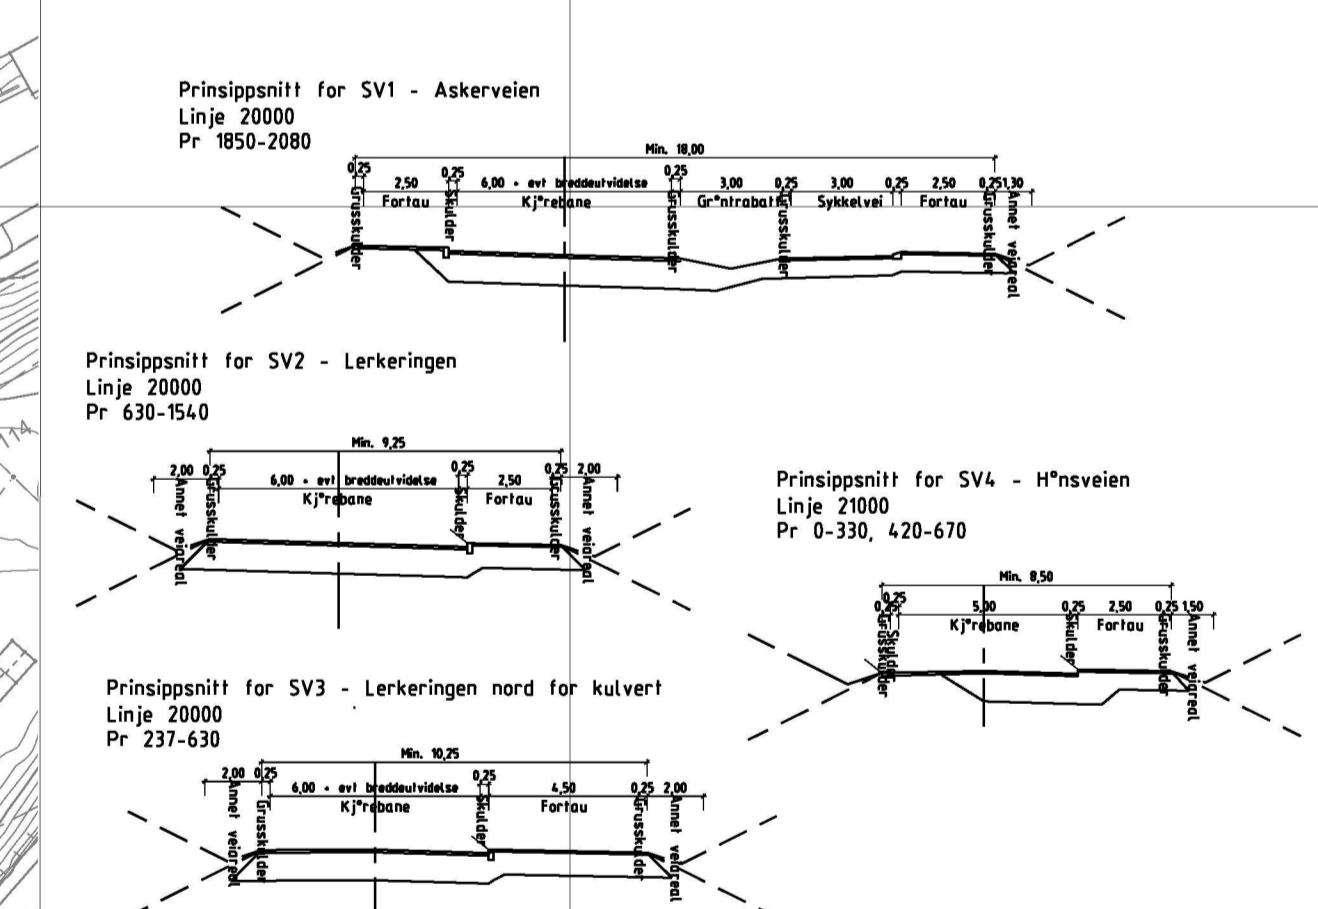 Prinsippsnitt for SV1 - Askerveien
Linje 20000
Pr 1850-2080
Min. 18,00
0,25 2,50 0,25 6,00 + evt breddeutvidelse 0,25 3,00 0,25 3,00 0,25 2,50 0,25 1,30
Grusskulder Fortau Skulder Kj°rebane Grusskulder Gr°ntrabatt Grusskulder Sykkelvei Fortau Grusskulder Annet veiareal
Prinsippsnitt for SV2 - Lerkeringen
Linje 20000
Pr 630-1540
Min. 9,25
2,00 0,25 6,00 + evt breddeutvidelse 0,25 2,50 0,25 2,00
Annet veiareal Grusskulder Kj°rebane Skulder Fortau Grusskulder Annet veiareal
Prinsippsnitt for SV4 - H°nsveien
Linje 21000
Pr 0-330, 420-670
Min. 8,50
0,25 0,25 5,00 0,25 2,50 0,25 1,50
Grusskulder Skulder Kj°rebane Skulder Fortau Grusskulder Annet veiareal
Prinsippsnitt for SV3 - Lerkeringen nord for kulvert
Linje 20000
Pr 237-630
Min. 10,25
2,00 0,25 6,00 + evt breddeutvidelse 0,25 4,50 0,25 2,00
Annet veiareal Grusskulder Kj°rebane Skulder Fortau Grusskulder Annet veiareal
114